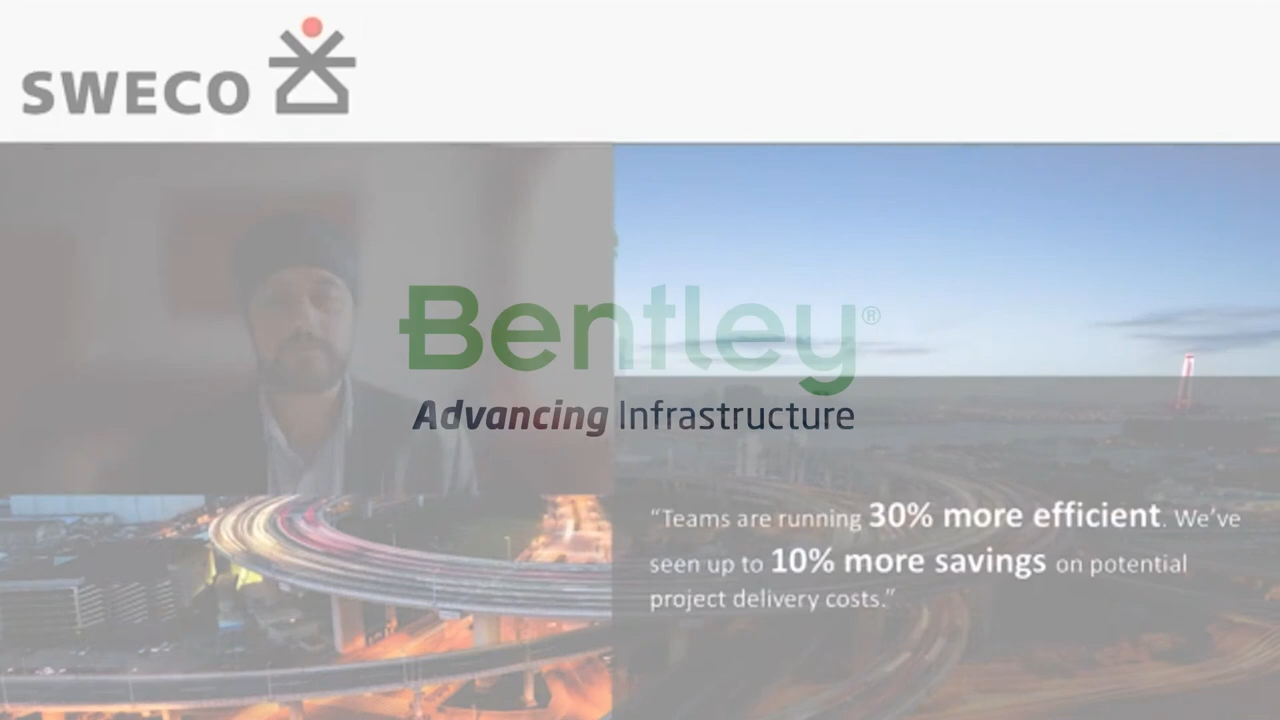 SWECO
Bentley®
Advancing Infrastructure
“Teams are running 30% more efficient. We’ve
seen up to 10% more savings on potential
project delivery costs.”